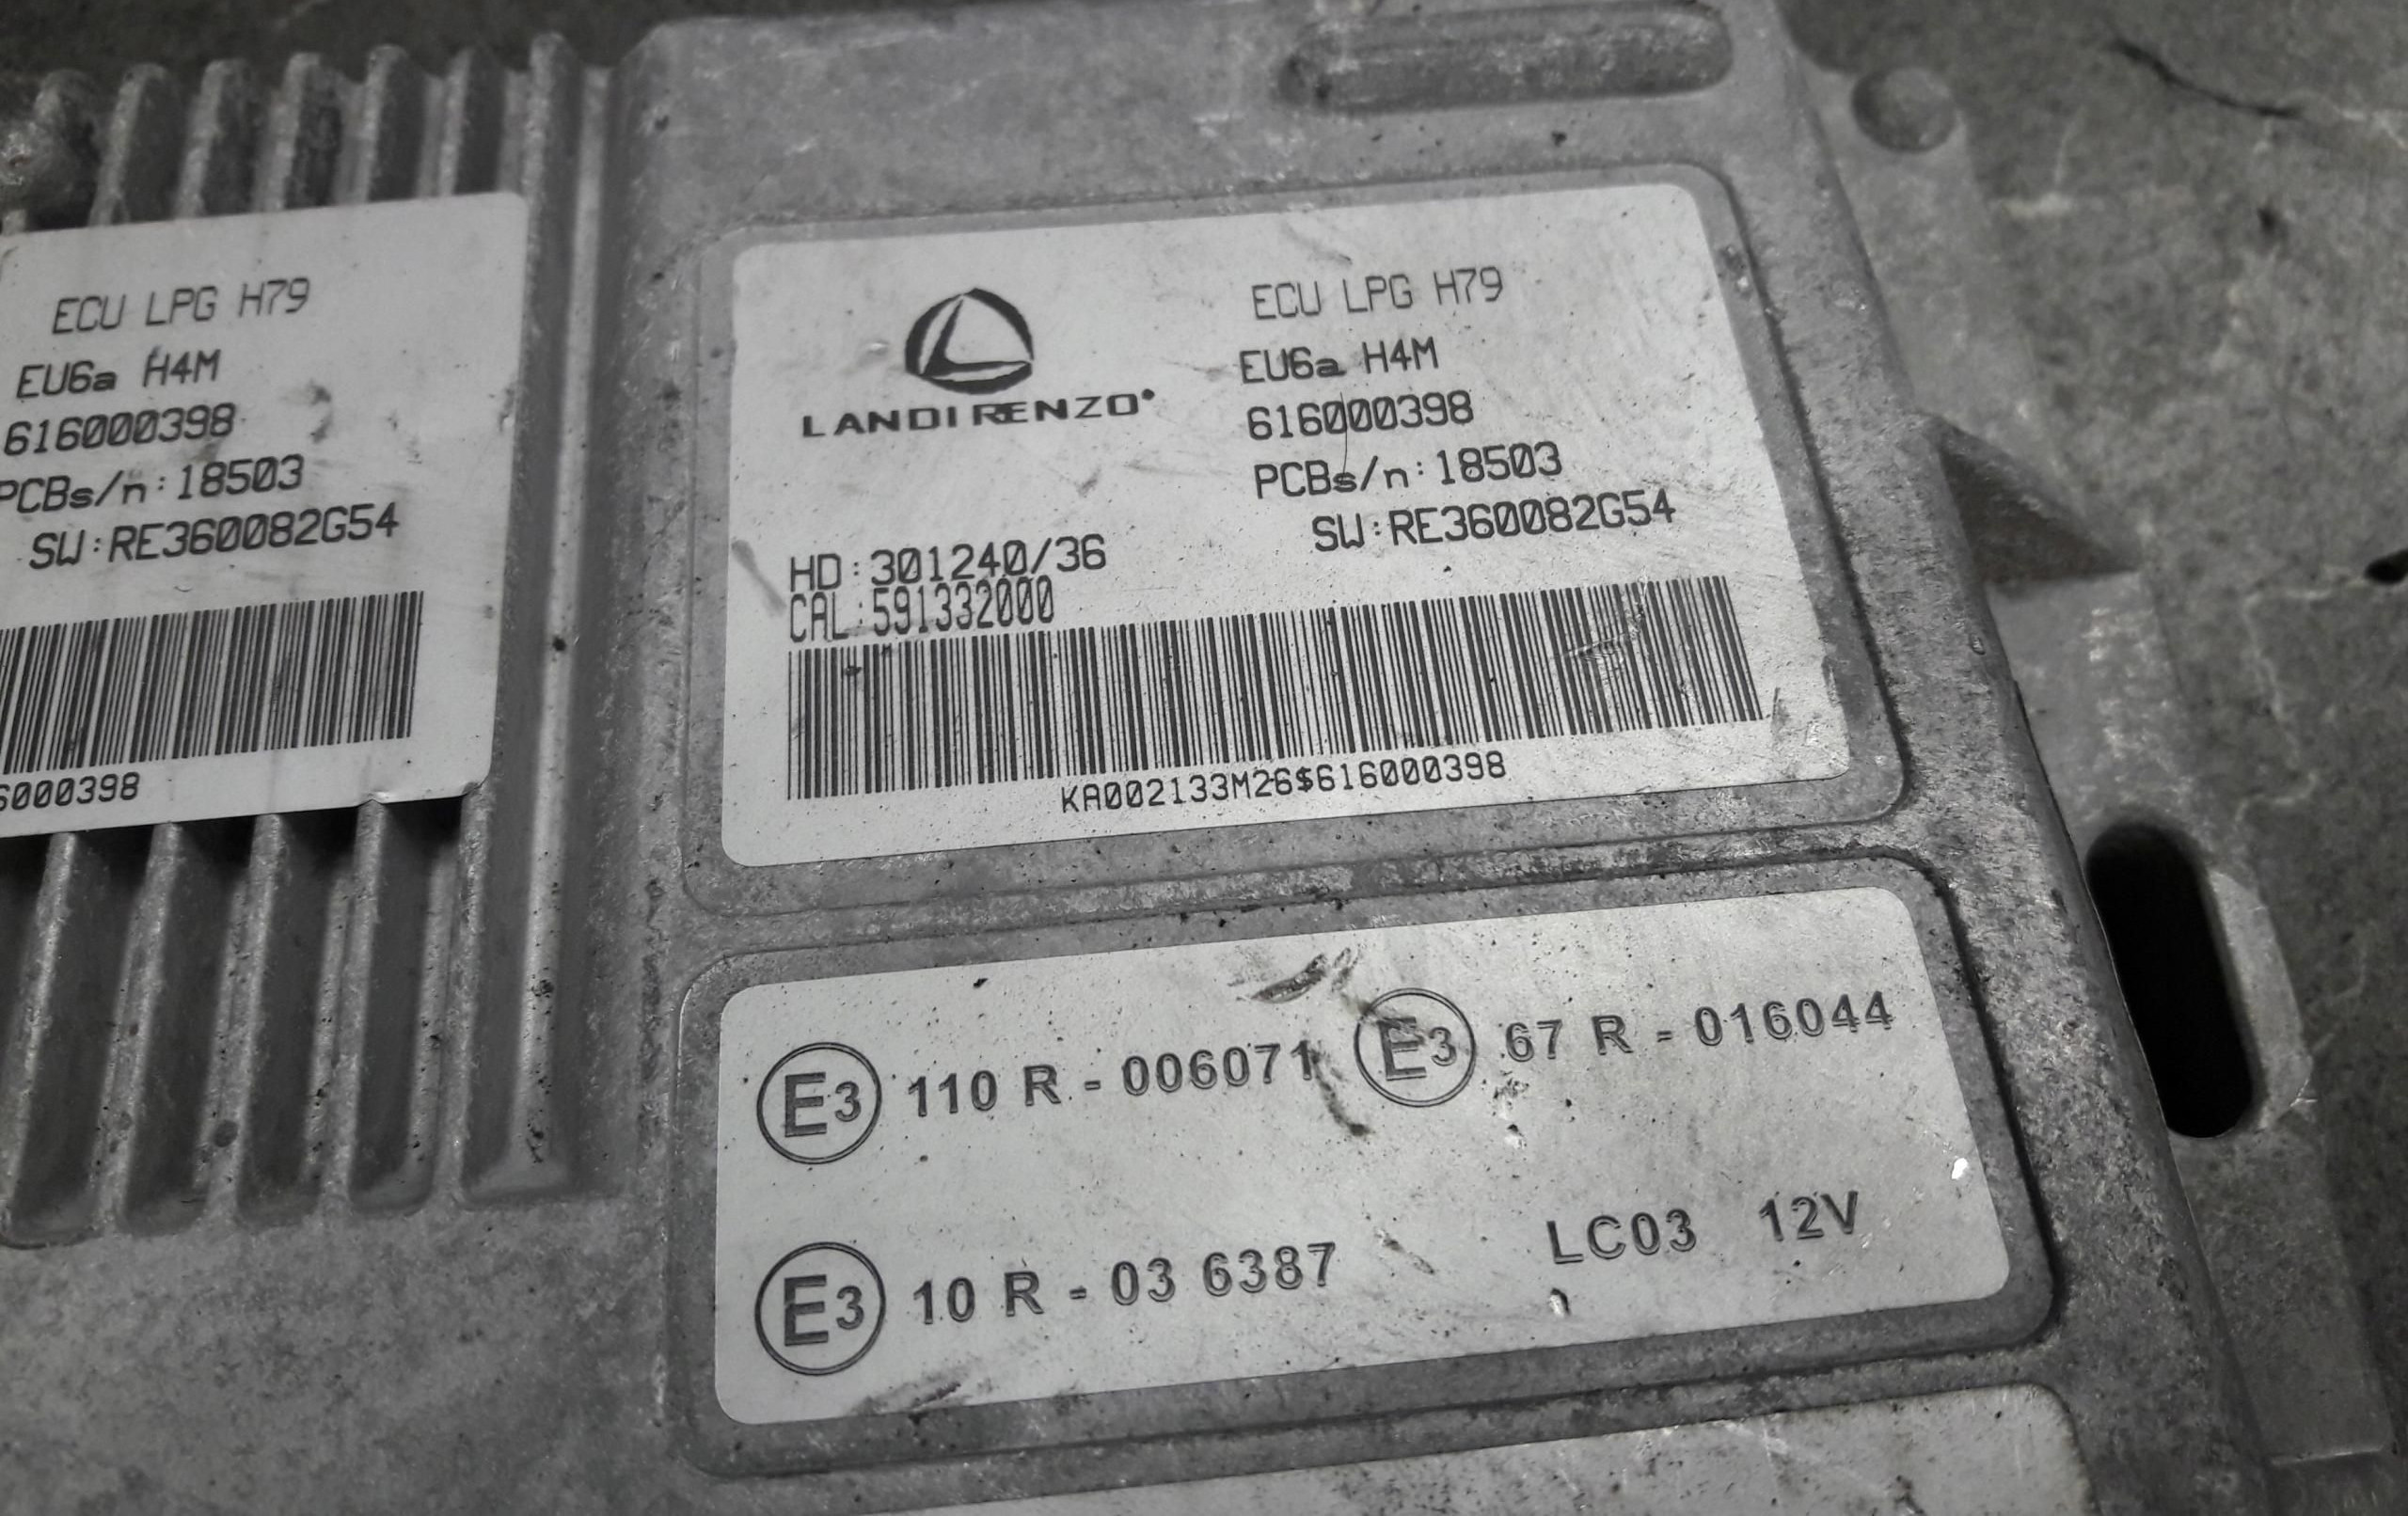 ECU LPG H79
EU6a H4M
616000398
PCBs/n:18503
SW:RE360082G54
6000398
LANDIRENZO
ECU LPG H79
EU6a H4M
616000398
PCBs/n:18503
SW:RE360082G54
HD:301240/36
CAL:591332000
KA002133M26$616000398
E3 110 R - 006071 E3 67 R - 016044
E3 10 R - 03 6387 LC03 12V